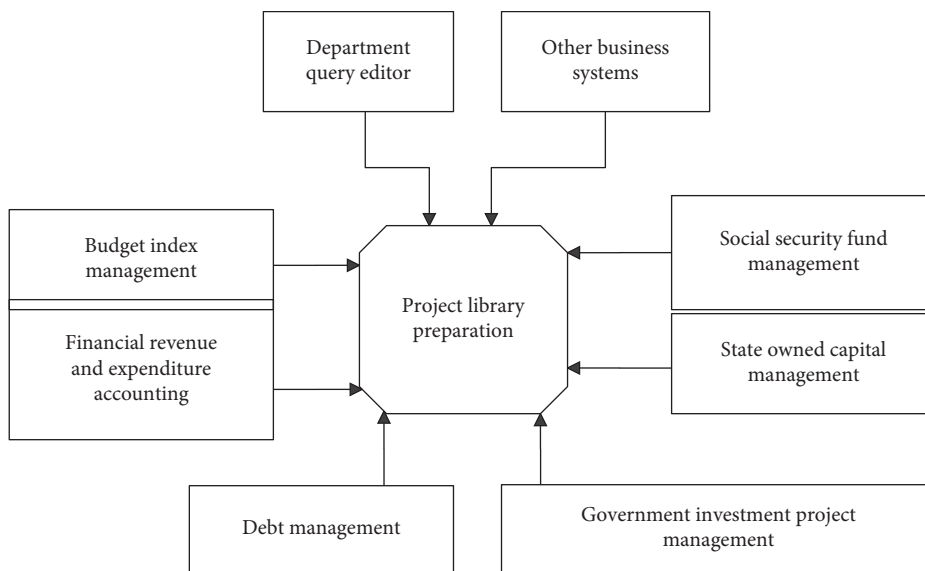 Department
query editor
Other business
systems
Budget index
management
Social security fund
management
Project library
preparation
Financial revenue
and expenditure
accounting
State owned capital
management
Debt management
Government investment project
management